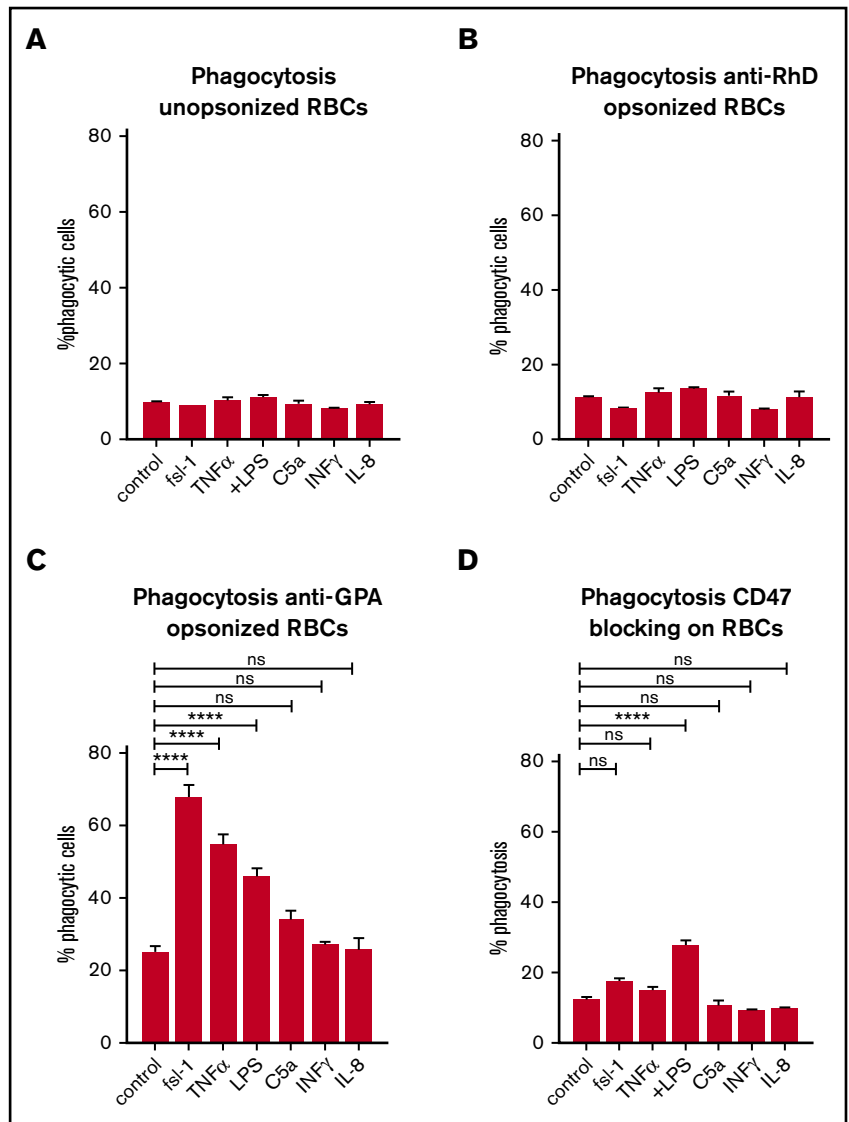 A
Phagocytosis
unopsonized RBCs
%phagocytic cells
80
60
40
20
0
control
fsl-1
TNFα
+LPS
C5a
INFγ
IL-8
B
Phagocytosis anti-RhD
opsonized RBCs
% phagocytic cells
80
60
40
20
0
control
fsl-1
TNFα
LPS
C5a
INFγ
IL-8
C
Phagocytosis anti-GPA
opsonized RBCs
ns
ns
ns
****
****
****
% phagocytic cells
80
60
40
20
0
control
fsl-1
TNFα
LPS
C5a
INFγ
IL-8
D
Phagocytosis CD47
blocking on RBCs
ns
ns
ns
****
ns
ns
% phagocytosis
80
60
40
20
0
control
fsl-1
TNFα
+LPS
C5a
INFγ
IL-8